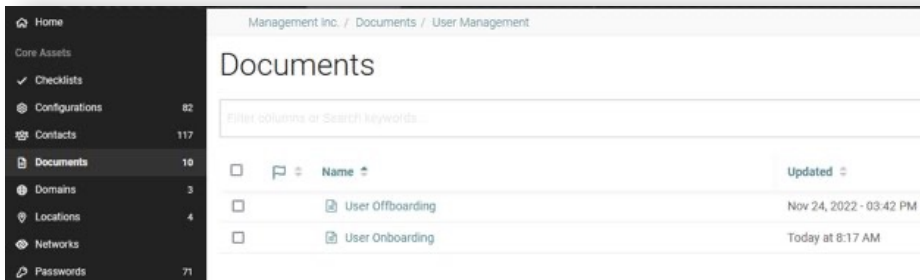 Home
Management Inc. / Documents / User Management
Core Assets
Documents
Checklists
Configurations 82
Filter columns or Search keywords...
Contacts 117
Documents 10
Name Updated
Domains 3
User Offboarding Nov 24, 2022 - 03:42 PM
Locations 4
User Onboarding Today at 8:17 AM
Networks
Passwords 71